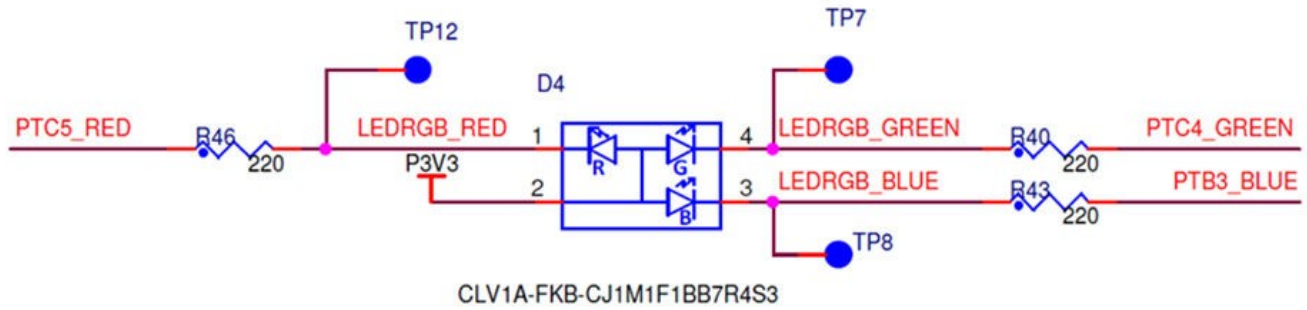 TP12
TP7
D4
PTC5_RED
R46
220
LEDRGB_RED
1
4
LEDRGB_GREEN
R40
220
PTC4_GREEN
R
G
P3V3
2
3
LEDRGB_BLUE
R43
220
PTB3_BLUE
B
TP8
CLV1A-FKB-CJ1M1F1BB7R4S3